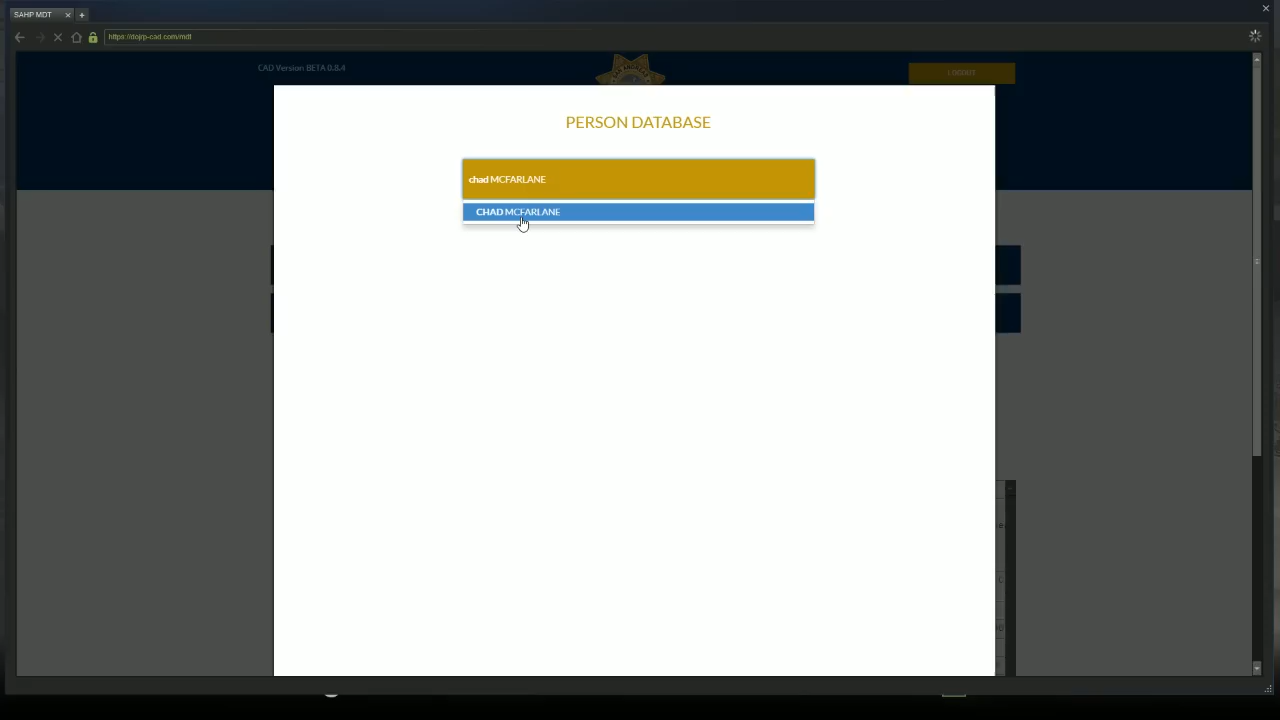 SAHP MDT
https://dojrp-cad.com/mdt
CAD Version BETA 0.8.4
LOGOUT
PERSON DATABASE
chad MCFARLANE
CHAD MCFARLANE